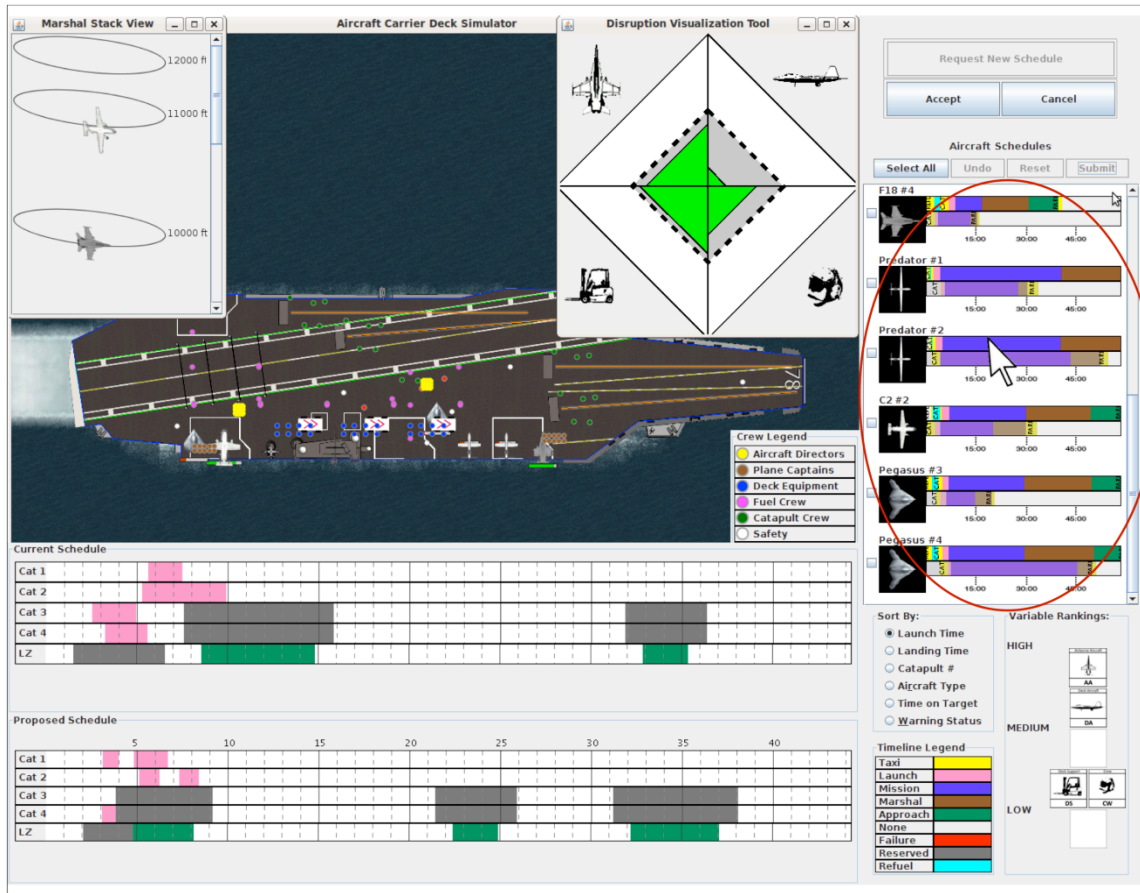 Marshal Stack View
12000 ft
11000 ft
10000 ft
Aircraft Carrier Deck Simulator
Disruption Visualization Tool
78
Crew Legend
Aircraft Directors
Plane Captains
Deck Equipment
Fuel Crew
Catapult Crew
Safety
Request New Schedule
Accept Cancel
Aircraft Schedules
Select All Undo Reset Submit
F18 #4
15:00 30:00 45:00
Predator #1
CAT
15:00 30:00 45:00
Predator #2
CAT
15:00 30:00 45:00
C2 #2
CAT
15:00 30:00 45:00
Pegasus #3
CAT
15:00 30:00 45:00
Pegasus #4
CAT
15:00 30:00 45:00
Current Schedule
Cat 1
Cat 2
Cat 3
Cat 4
LZ
Proposed Schedule
5 10 15 20 25 30 35 40
Cat 1
Cat 2
Cat 3
Cat 4
LZ
Sort By:
Launch Time
Landing Time
Catapult #
Aircraft Type
Time on Target
Warning Status
Timeline Legend
Taxi
Launch
Mission
Marshal
Approach
None
Failure
Reserved
Refuel
Variable Rankings:
HIGH
AA
DA
MEDIUM
DS CW
LOW